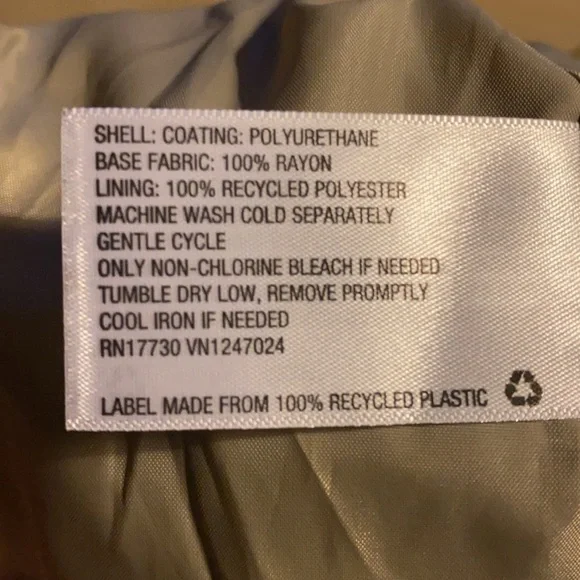 SHELL: COATING: POLYURETHANE
BASE FABRIC: 100% RAYON
LINING: 100% RECYCLED POLYESTER
MACHINE WASH COLD SEPARATELY
GENTLE CYCLE
ONLY NON-CHLORINE BLEACH IF NEEDED
TUMBLE DRY LOW, REMOVE PROMPTLY
COOL IRON IF NEEDED
RN17730 VN1247024
LABEL MADE FROM 100% RECYCLED PLASTIC